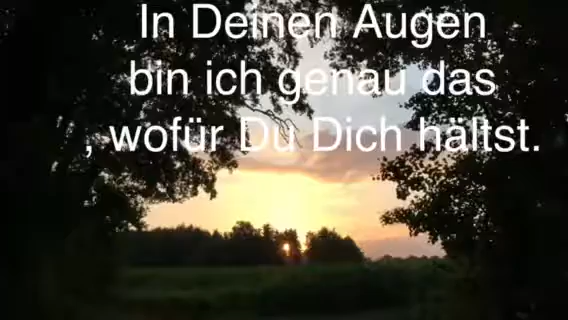 In Deinen Augen
bin ich genau das
, wofür Du Dich hältst.